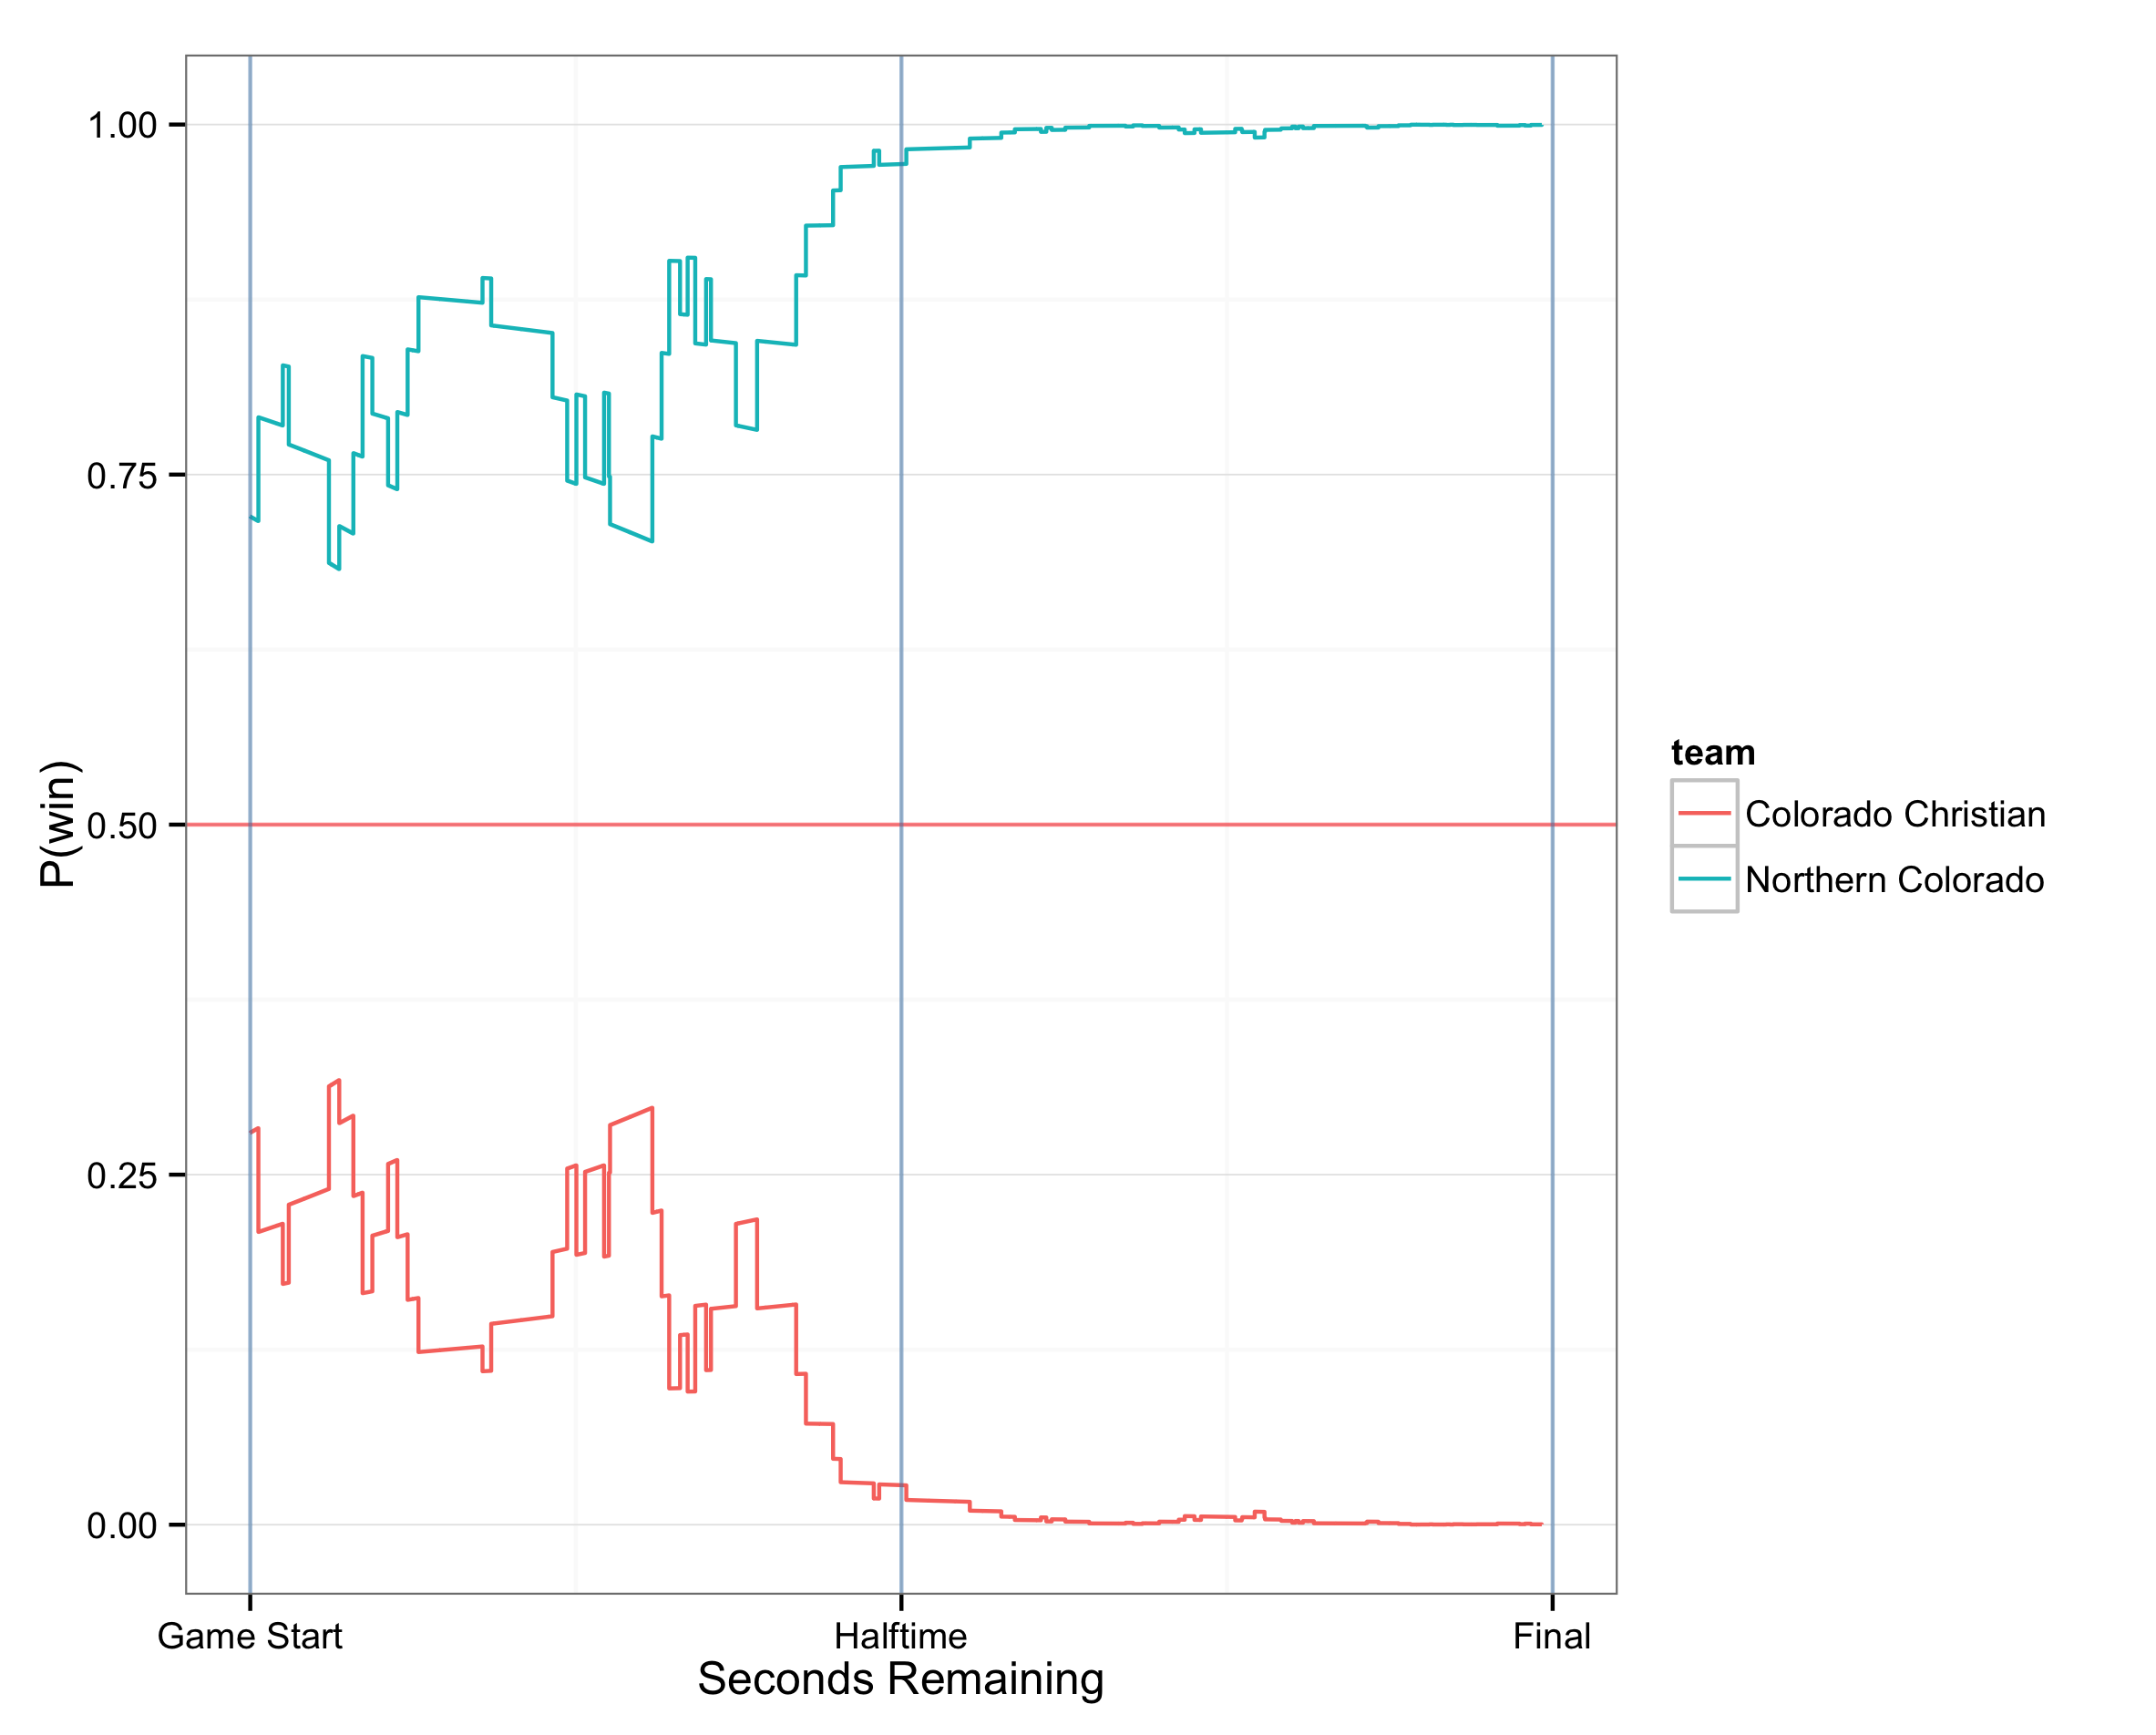 P(win)
1.00
0.75
0.50
0.25
0.00
Game Start
Halftime
Final
Seconds Remaining
team
Colorado Christian
Northern Colorado